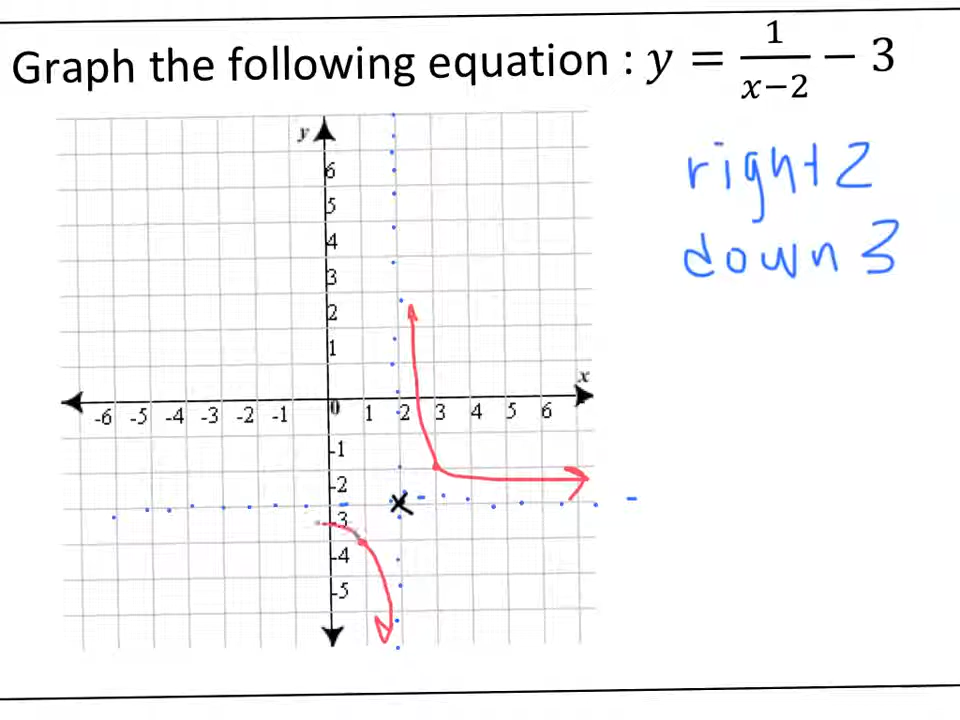 Graph the following equation : y = 1/(x−2) − 3
right 2
down 3
y
6
5
4
3
2
1
x
-6 -5 -4 -3 -2 -1 0 1 2 3 4 5 6
-1
-2
-3
-4
-5